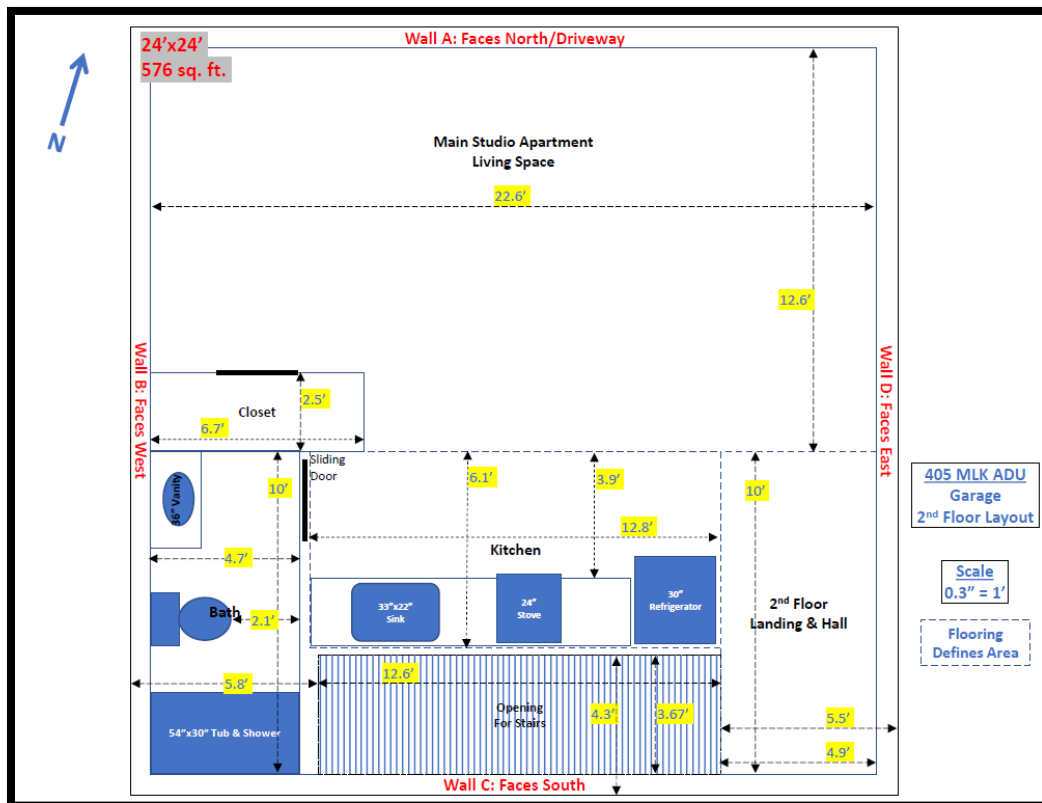 Wall A: Faces North/Driveway
24’x24’
576 sq. ft.
N
Main Studio Apartment
Living Space
22.6’
12.6’
Wall B: Faces West
Wall D: Faces East
2.5’
Closet
6.7’
Sliding
Door
36” Vanity
10’
6.1’
3.9’
10’
12.8’
Kitchen
4.7’
33”x22”
Sink
24”
Stove
30”
Refrigerator
2nd Floor
Landing & Hall
Bath
2.1’
12.6’
5.8’
Opening
For Stairs
4.3’
3.67’
5.5’
54”x30” Tub & Shower
4.9’
Wall C: Faces South
405 MLK ADU
Garage
2nd Floor Layout
Scale
0.3” = 1’
Flooring
Defines Area